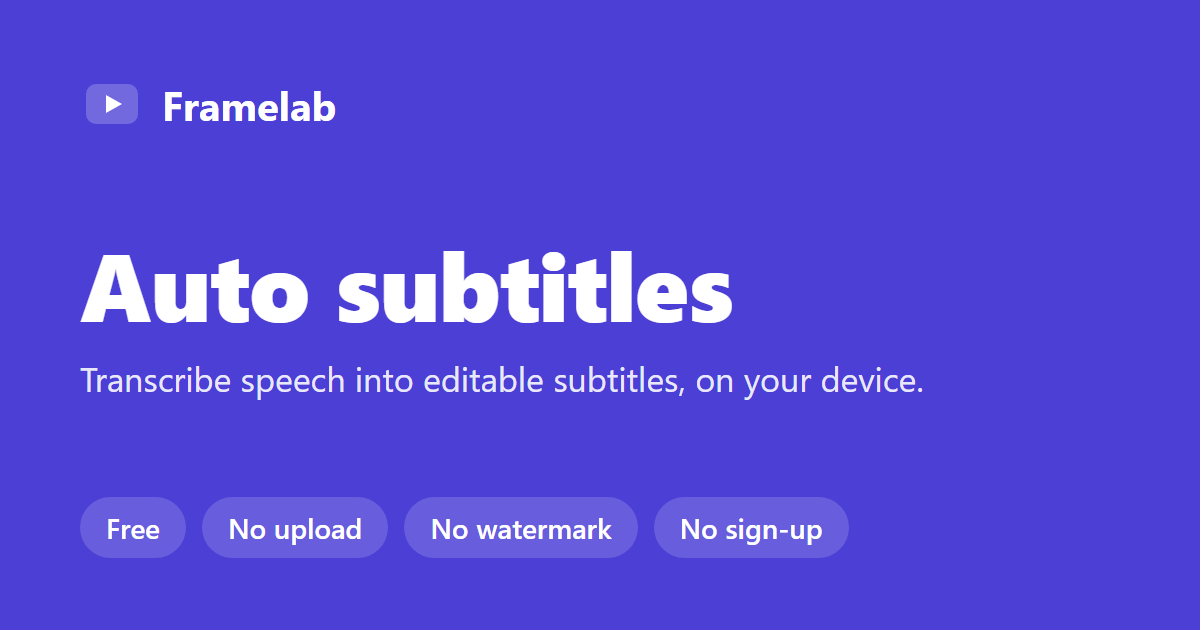 Framelab
Auto subtitles
Transcribe speech into editable subtitles, on your device.
Free No upload No watermark No sign-up